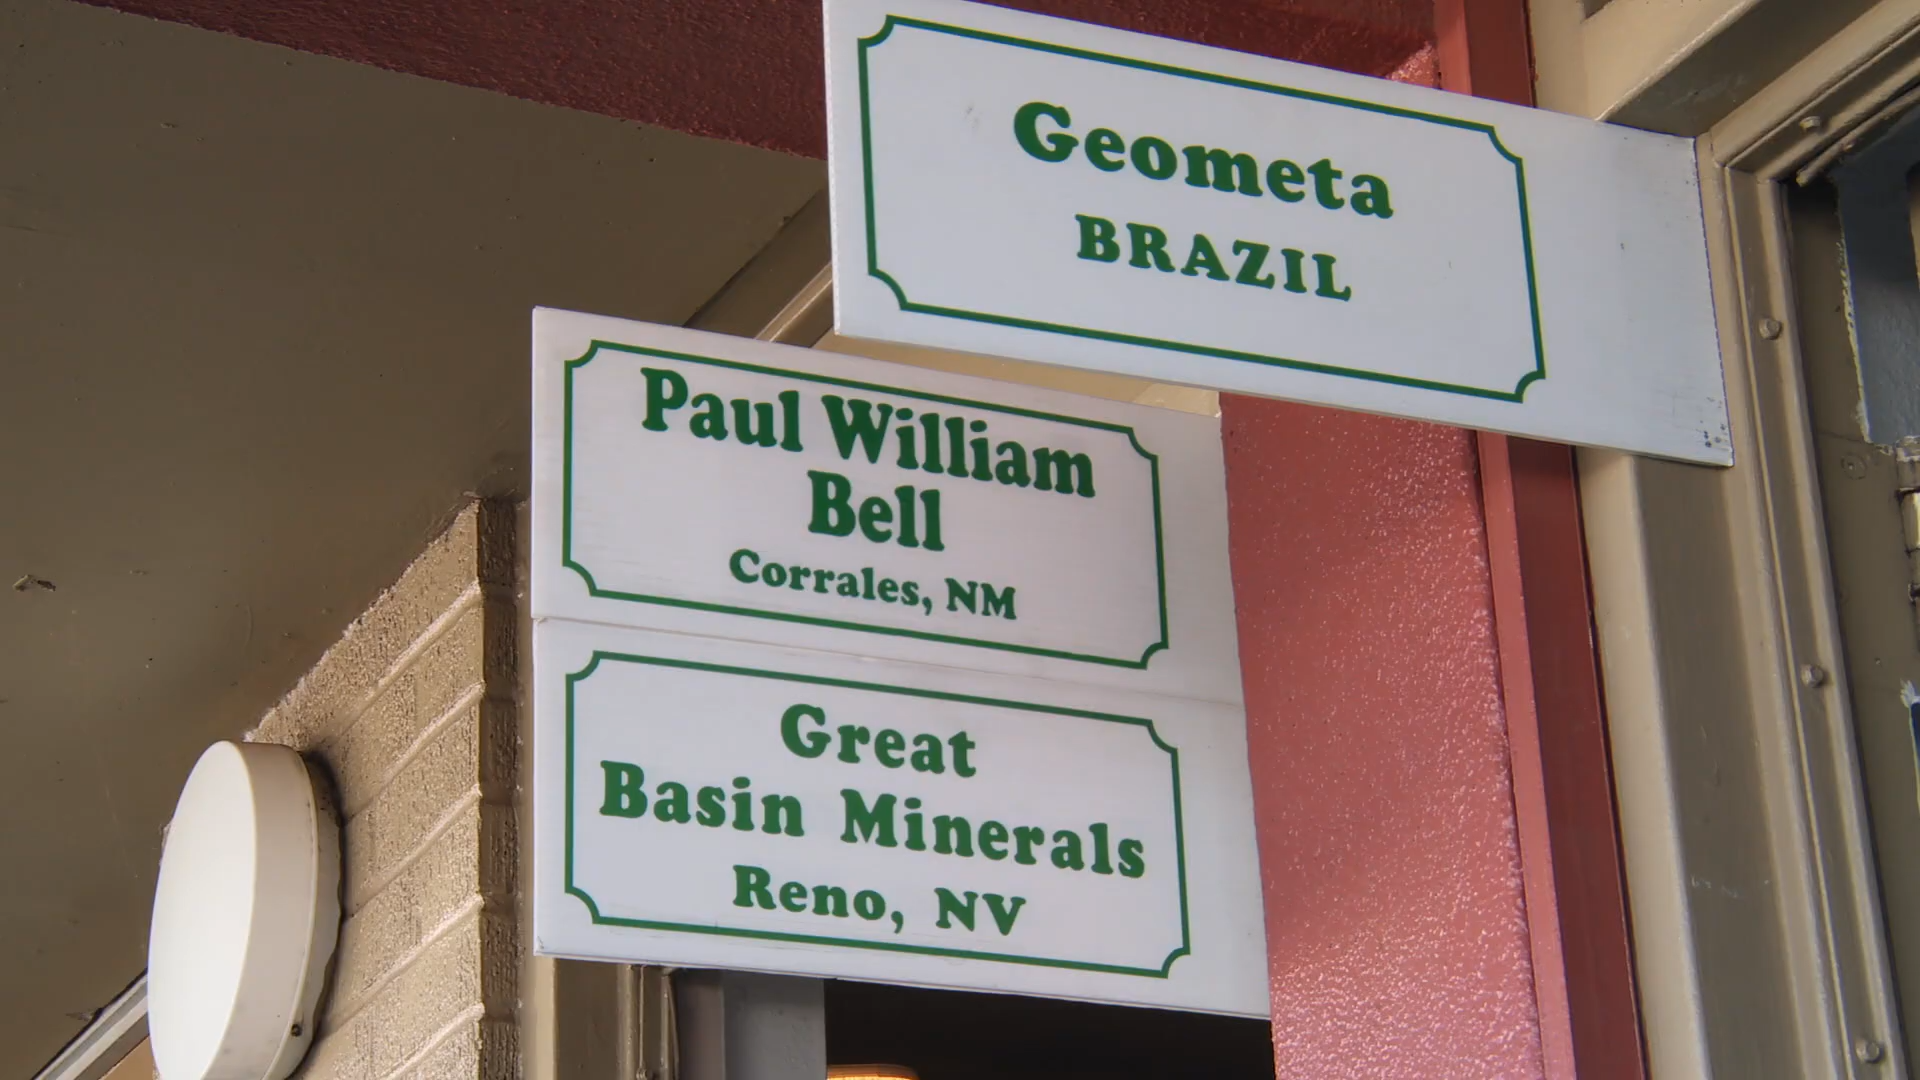 Geometa
BRAZIL
Paul William
Bell
Corrales, NM
Great
Basin Minerals
Reno, NV